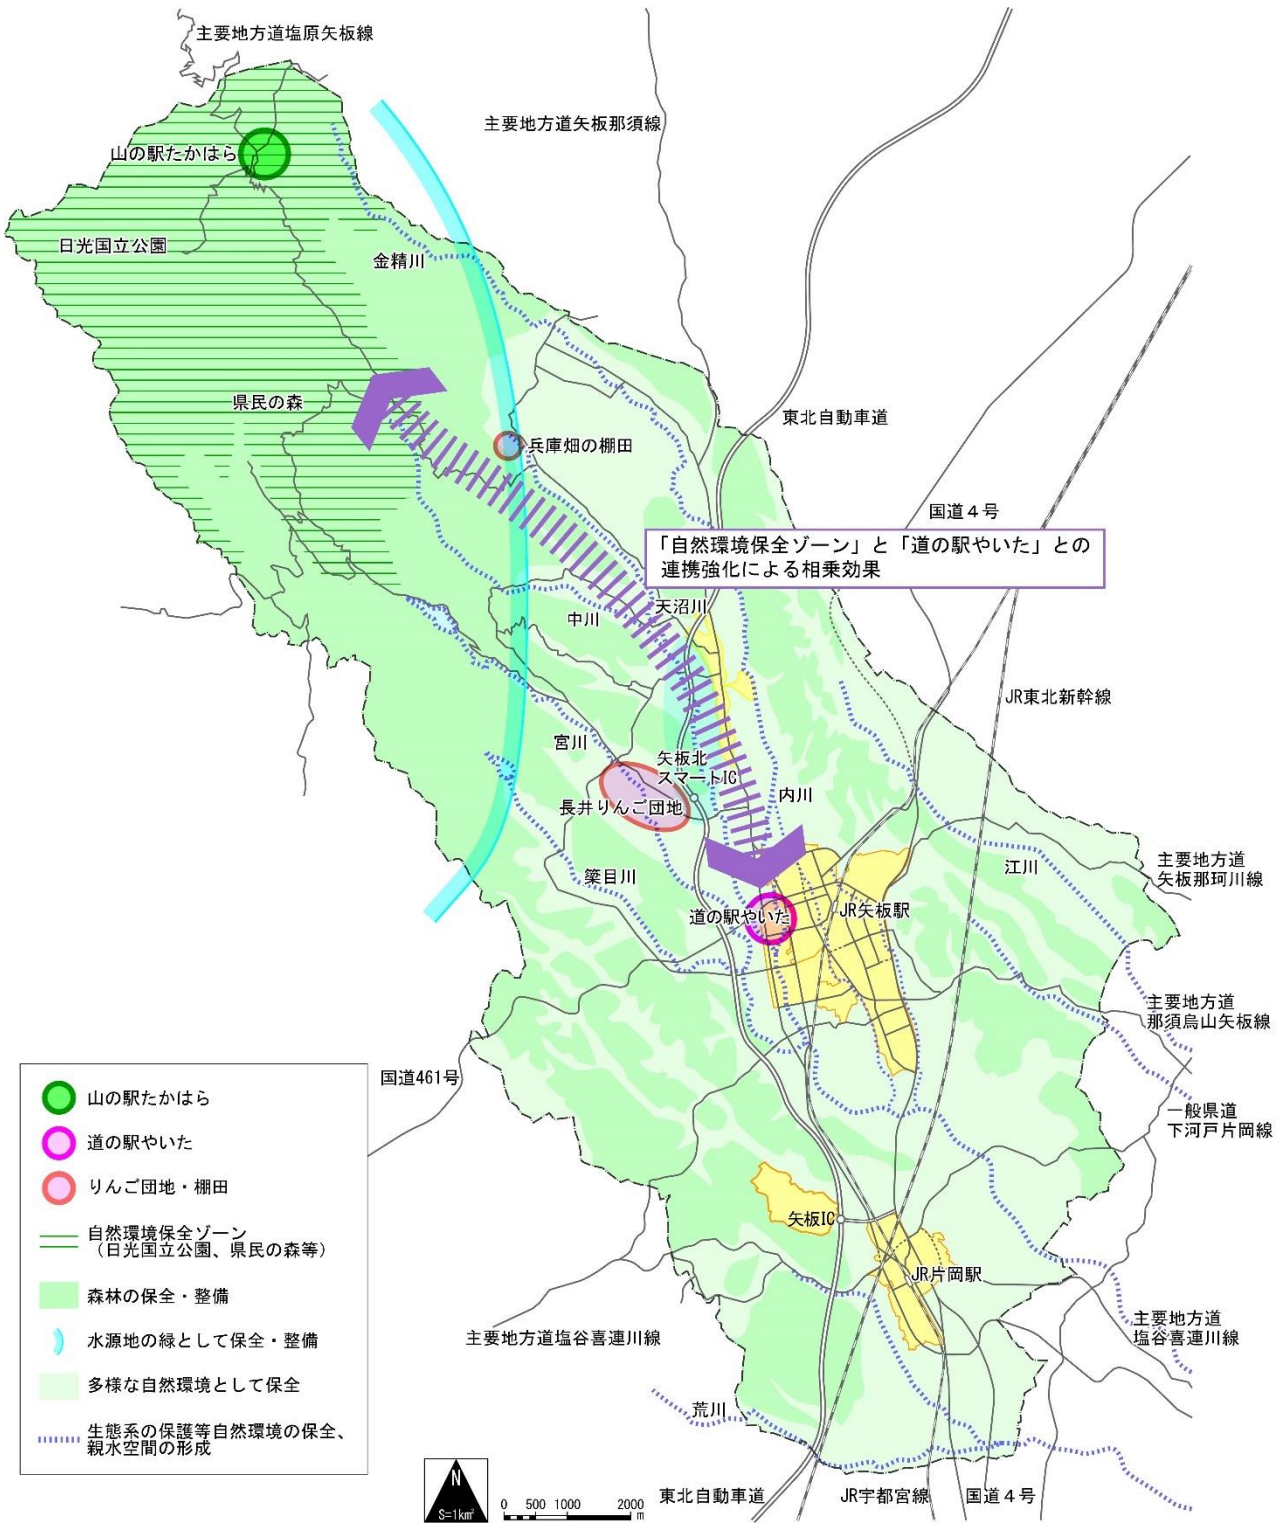 主要地方道塩原矢板線
主要地方道矢板那須線
山の駅たかはら
日光国立公園
金精川
県民の森
兵庫畑の棚田
東北自動車道
国道４号
「自然環境保全ゾーン」と「道の駅やいた」との
連携強化による相乗効果
天沼川
中川
JR東北新幹線
宮川
矢板北
スマートIC
内川
長井りんご団地
江川
主要地方道
矢板那珂川線
簗目川
道の駅やいた
JR矢板駅
主要地方道
那須烏山矢板線
国道461号
一般県道
下河戸片岡線
矢板IC
JR片岡駅
主要地方道塩谷喜連川線
主要地方道
塩谷喜連川線
荒川
東北自動車道
JR宇都宮線
国道４号
山の駅たかはら
道の駅やいた
りんご団地・棚田
自然環境保全ゾーン
（日光国立公園、県民の森等）
森林の保全・整備
水源地の緑として保全・整備
多様な自然環境として保全
生態系の保護等自然環境の保全、
親水空間の形成
N
S=1km²
0 500 1000 2000
m